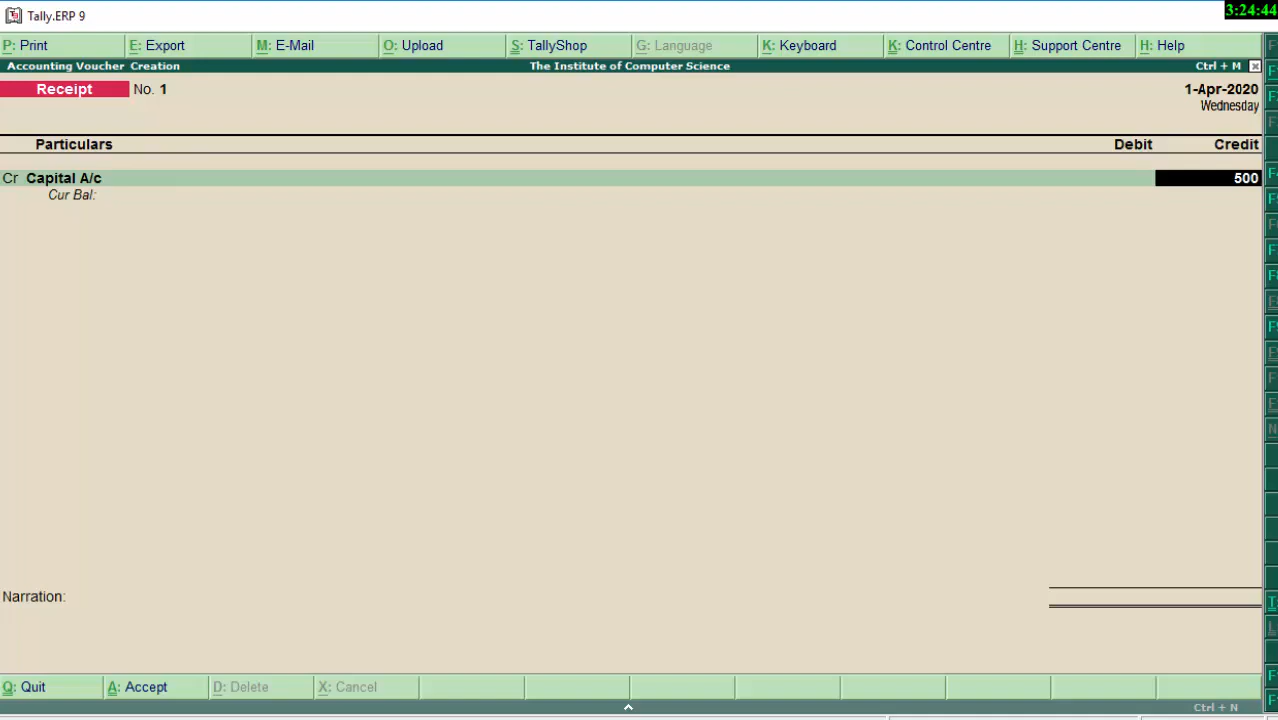 Tally.ERP 9
3:24:44
P: Print E: Export M: E-Mail O: Upload S: TallyShop G: Language K: Keyboard K: Control Centre H: Support Centre H: Help
Accounting Voucher Creation The Institute of Computer Science Ctrl + M
Receipt No. 1 1-Apr-2020
Wednesday
Particulars Debit Credit
Cr Capital A/c 500
Cur Bal:
Narration:
Q: Quit A: Accept D: Delete X: Cancel
Ctrl + N